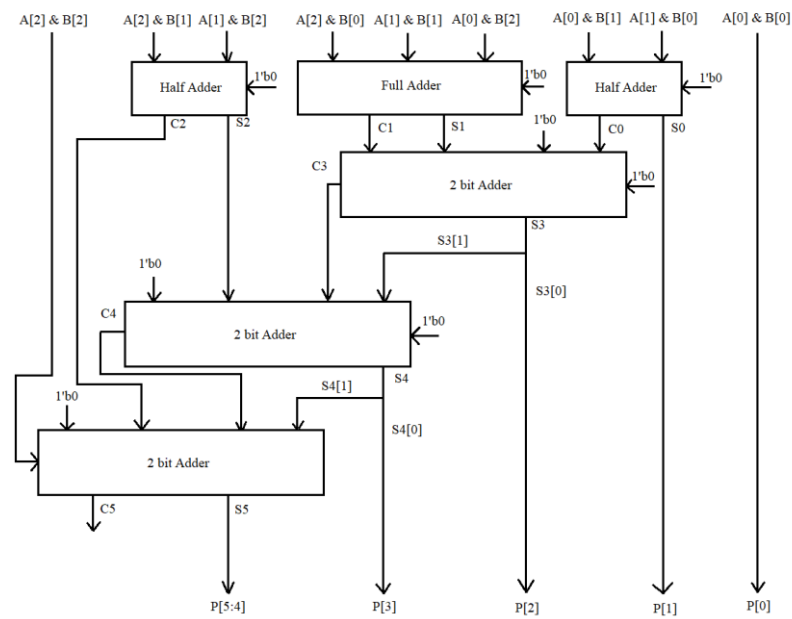 A[2] & B[2]
A[2] & B[1]
A[1] & B[2]
A[2] & B[0]
A[1] & B[1]
A[0] & B[2]
A[0] & B[1]
A[1] & B[0]
A[0] & B[0]
Half Adder
1'b0
Full Adder
1'b0
Half Adder
1'b0
C2
S2
C1
S1
1'b0
C0
S0
C3
2 bit Adder
1'b0
S3
S3[1]
1'b0
S3[0]
C4
2 bit Adder
1'b0
S4
S4[1]
1'b0
S4[0]
2 bit Adder
C5
S5
P[5:4]
P[3]
P[2]
P[1]
P[0]